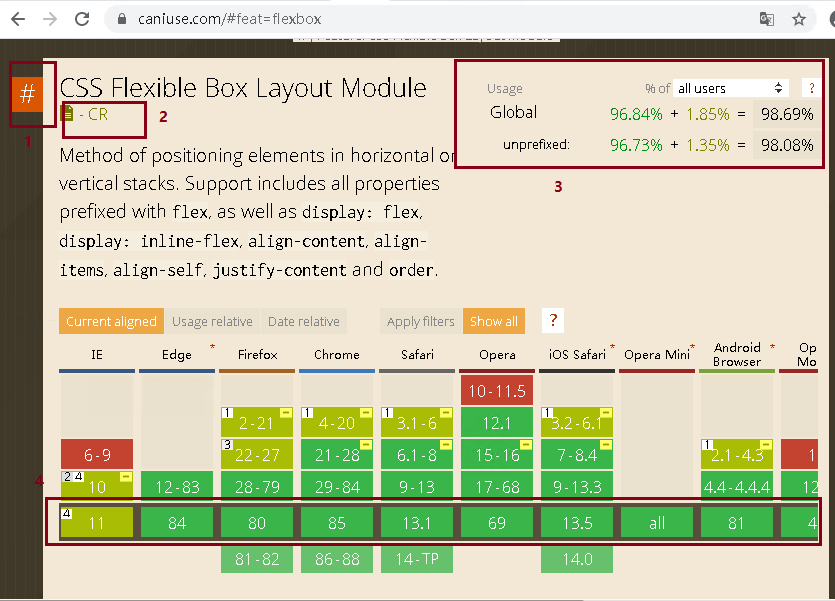 caniuse.com/#feat=flexbox
#
CSS Flexible Box Layout Module
- CR
1
2
Usage % of all users ?
Global 96.84% + 1.85% = 98.69%
unprefixed: 96.73% + 1.35% = 98.08%
3
Method of positioning elements in horizontal or
vertical stacks. Support includes all properties
prefixed with flex, as well as display: flex,
display: inline-flex, align-content, align-
items, align-self, justify-content and order.
Current aligned Usage relative Date relative Apply filters Show all ?
IE Edge * Firefox Chrome Safari Opera iOS Safari * Opera Mini * Android Browser * Op Mo
10-11.5
1 2-21 1 4-20 1 3.1-6 12.1 1 3.2-6.1
6-9 3 22-27 21-28 6.1-8 15-16 7-8.4 1 2.1-4.3 1
2 4 10 12-83 28-79 29-84 9-13 17-68 9-13.3 4.4-4.4.4 12
4
4 11 84 80 85 13.1 69 13.5 all 81 4
81-82 86-88 14-TP 14.0